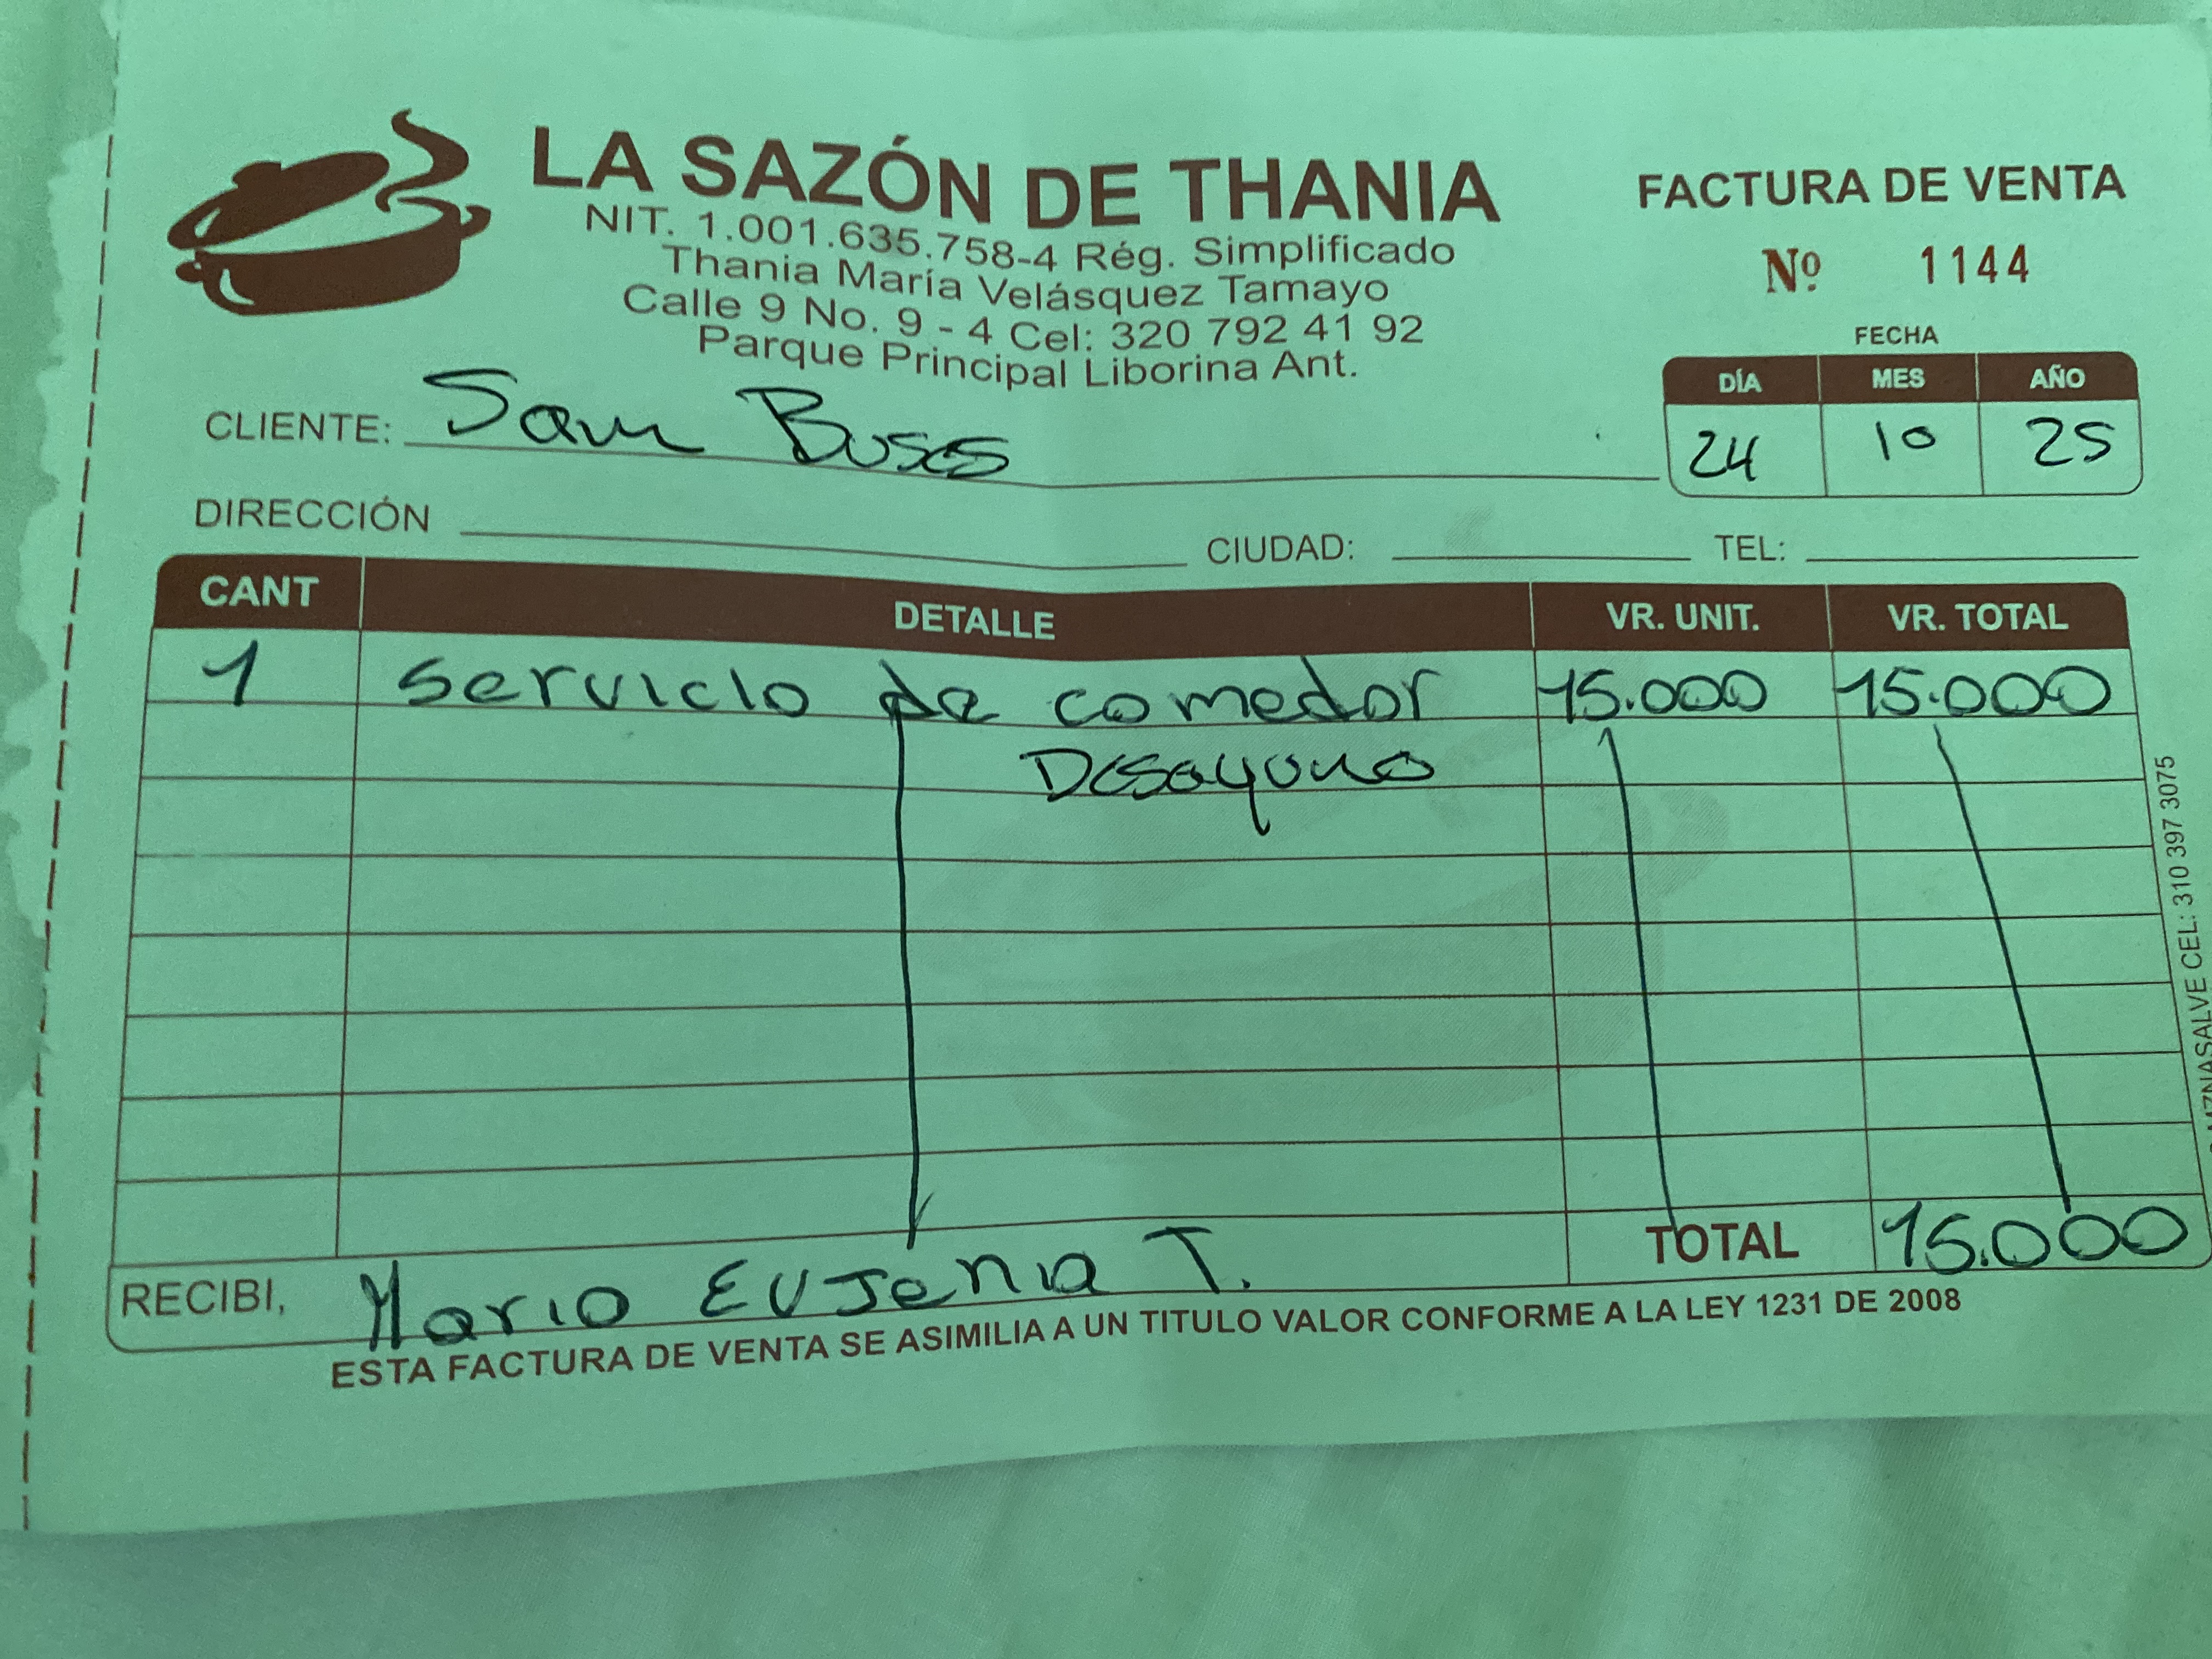 LA SAZÓN DE THANIA
NIT. 1.001.635.758-4 Rég. Simplificado
Thania María Velásquez Tamayo
Calle 9 No. 9 - 4 Cel: 320 792 41 92
Parque Principal Liborina Ant.
FACTURA DE VENTA
Nº 1144
FECHA
DÍA MES AÑO
24 10 25
CLIENTE: Sam Buses
DIRECCIÓN CIUDAD: TEL:
CANT DETALLE VR. UNIT. VR. TOTAL
1 servicio de comedor 15.000 15.000
Desayuno
TOTAL 15.000
RECIBI, Maria Eujenia T.
ESTA FACTURA DE VENTA SE ASIMILIA A UN TITULO VALOR CONFORME A LA LEY 1231 DE 2008
CEL: 310 397 3075